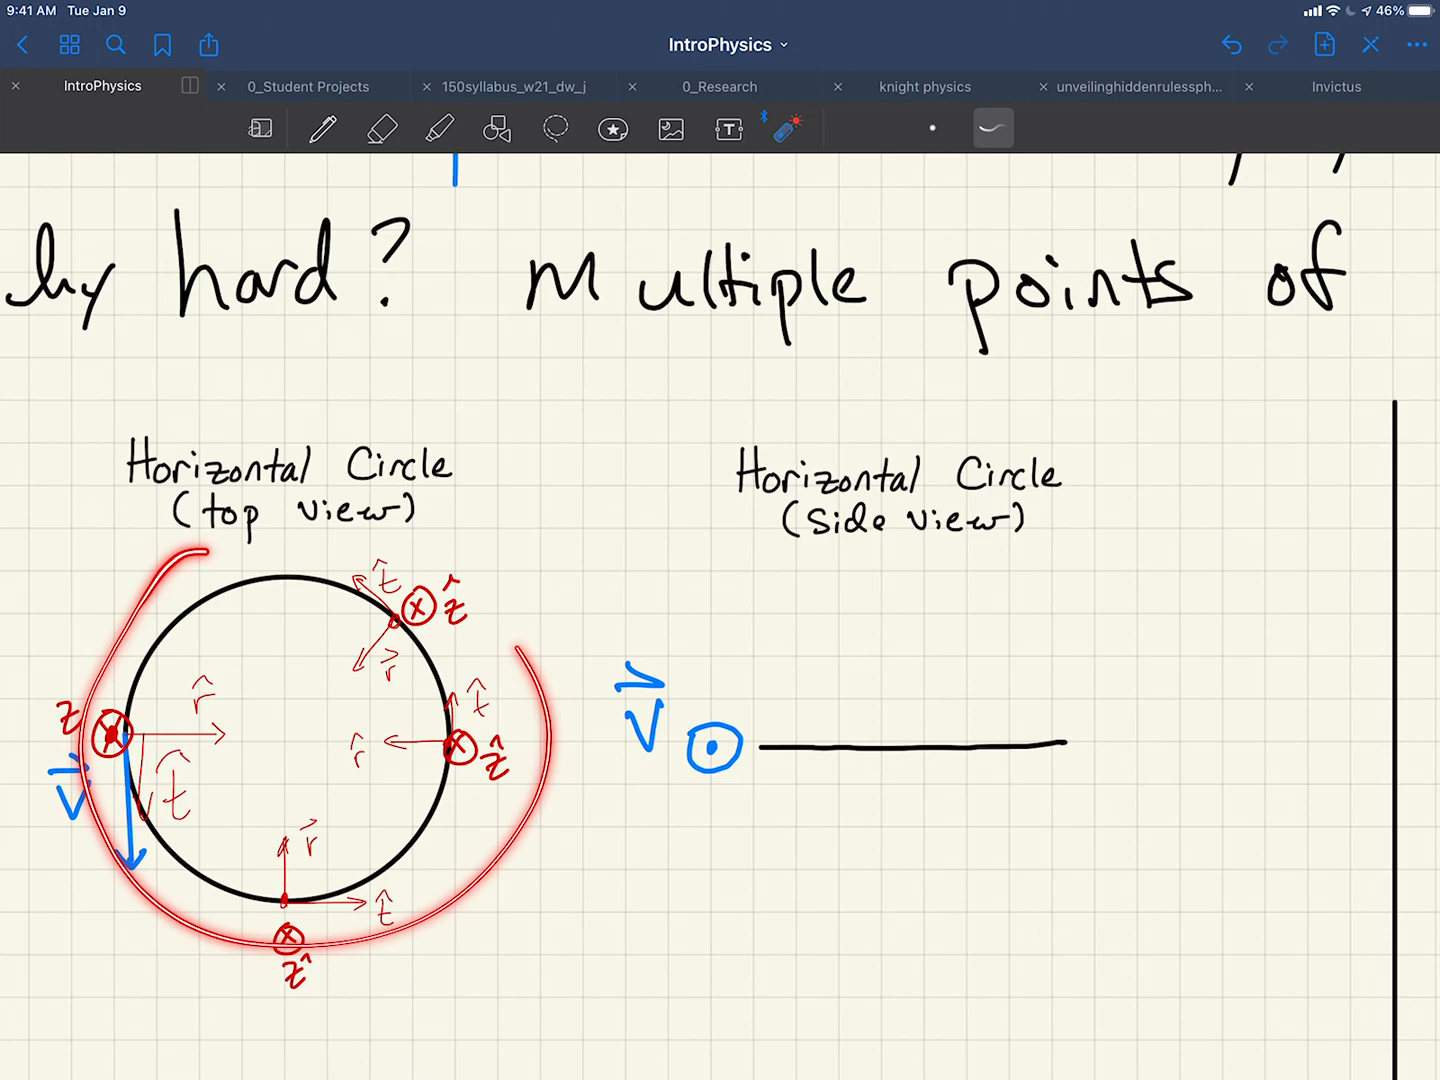 9:41 AM Tue Jan 9
46%
IntroPhysics
IntroPhysics
0_Student Projects
150syllabus_w21_dw_j
0_Research
knight physics
unveilinghiddenrulessph...
Invictus
hy hard? Multiple points of
Horizontal Circle
(top view)
Horizontal Circle
(side view)
t̂
ẑ
r⃗
r̂
z
t̂
r̂
ẑ
V⃗
t̂
V⃗
r⃗
t̂
ẑ